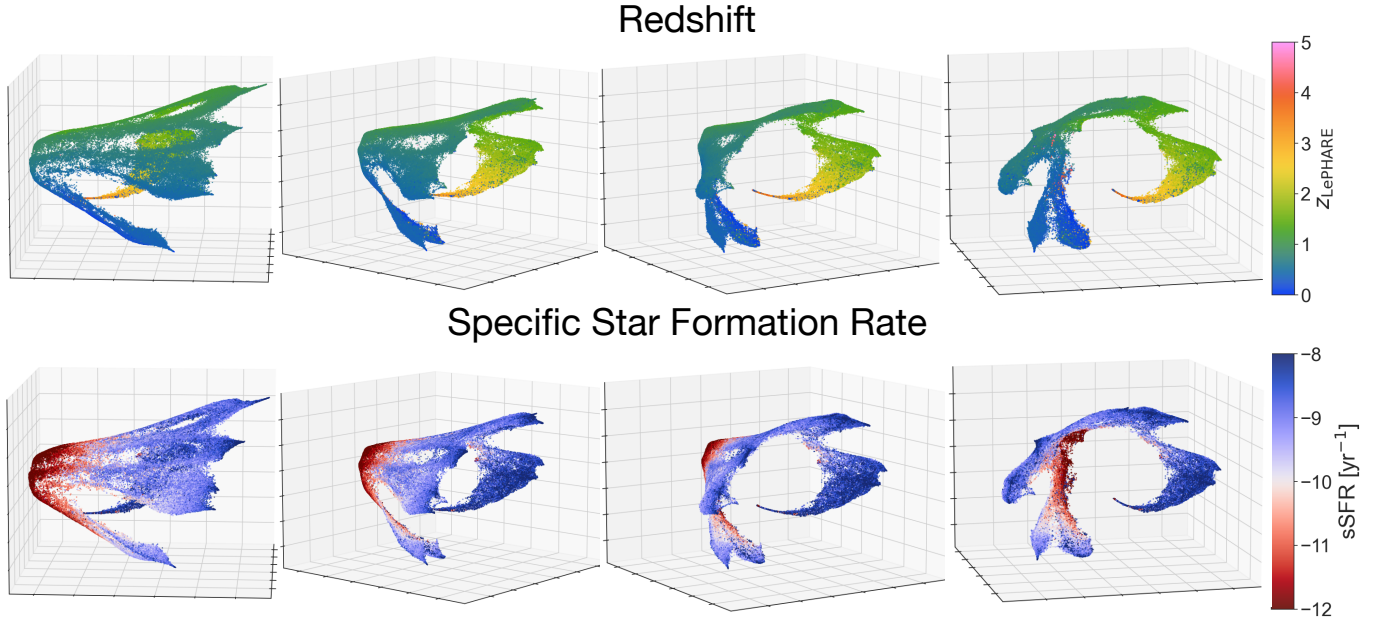 Redshift
5
4
3
2
1
0
zLePHARE
Specific Star Formation Rate
−8
−9
−10
−11
−12
sSFR [yr⁻¹]